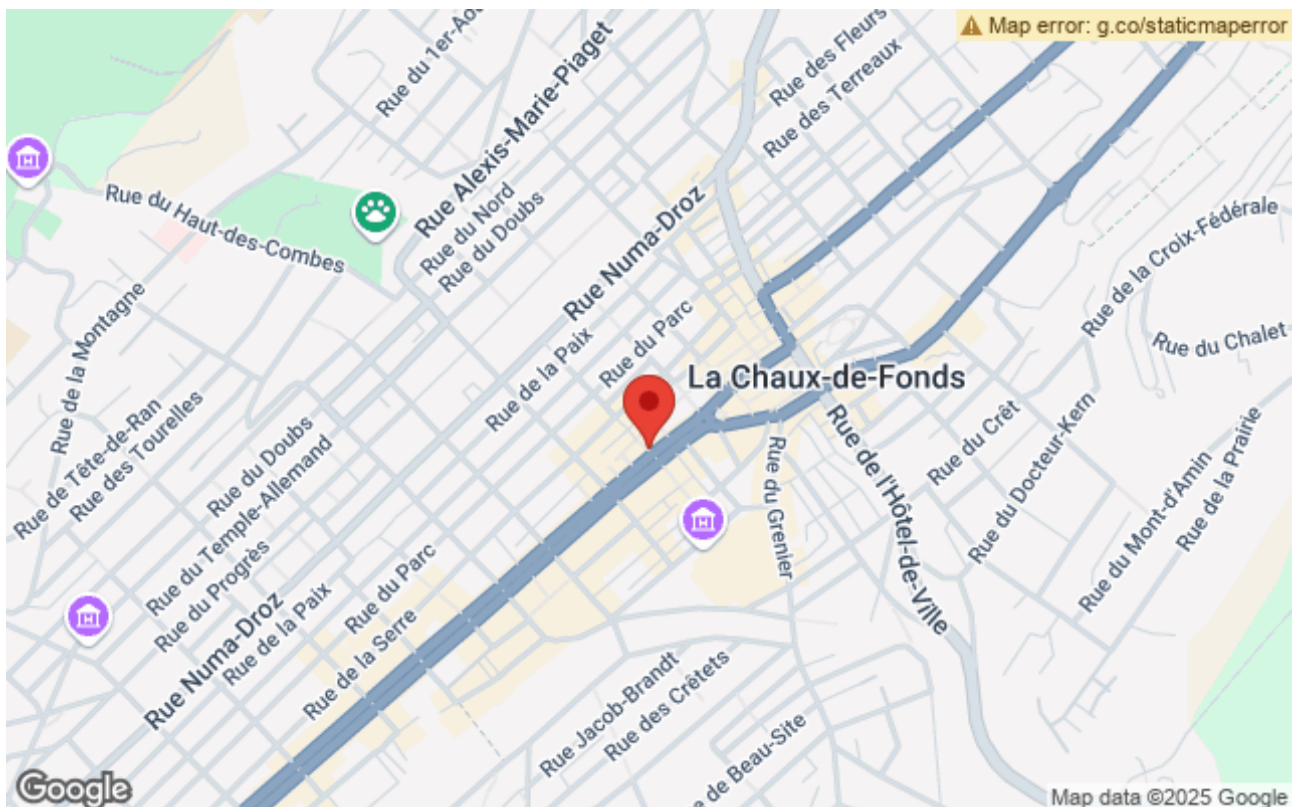 Map error: g.co/staticmaperror
Rue du 1er-Aoû
Rue Alexis-Marie-Piaget
Rue des Fleurs
Rue des Terreaux
Rue du Haut-des-Combes
Rue du Nord
Rue du Doubs
Rue Numa-Droz
Rue de la Croix-Fédérale
Rue de la Montagne
Rue de la Paix
Rue du Parc
Rue du Chalet
La Chaux-de-Fonds
Rue de Tête-de-Ran
Rue des Tourelles
Rue du Doubs
Rue du Temple-Allemand
Rue du Progrès
Rue du Crêt
Rue du Docteur-Kern
Rue de l'Hôtel-de-Ville
Rue du Grenier
Rue du Mont-d'Amin
Rue de la Prairie
Rue Numa-Droz
Rue de la Paix
Rue du Parc
Rue de la Serre
Rue Jacob-Brandt
Rue des Crêtets
e de Beau-Site
Google
Map data ©2025 Google